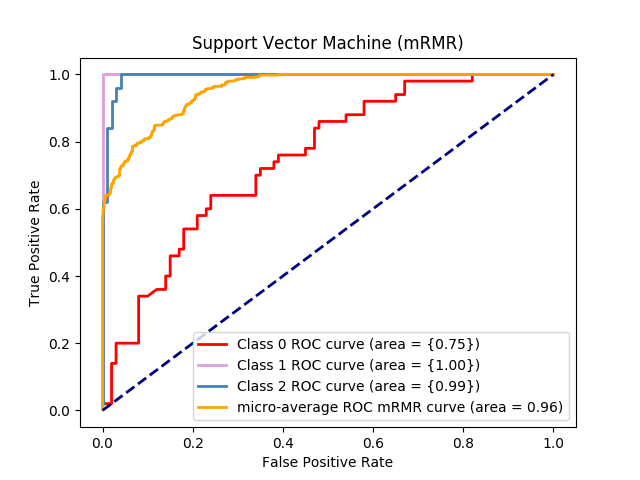 Support Vector Machine (mRMR)
True Positive Rate
1.0
0.8
0.6
0.4
0.2
0.0
Class 0 ROC curve (area = {0.75})
Class 1 ROC curve (area = {1.00})
Class 2 ROC curve (area = {0.99})
micro-average ROC mRMR curve (area = 0.96)
0.0 0.2 0.4 0.6 0.8 1.0
False Positive Rate